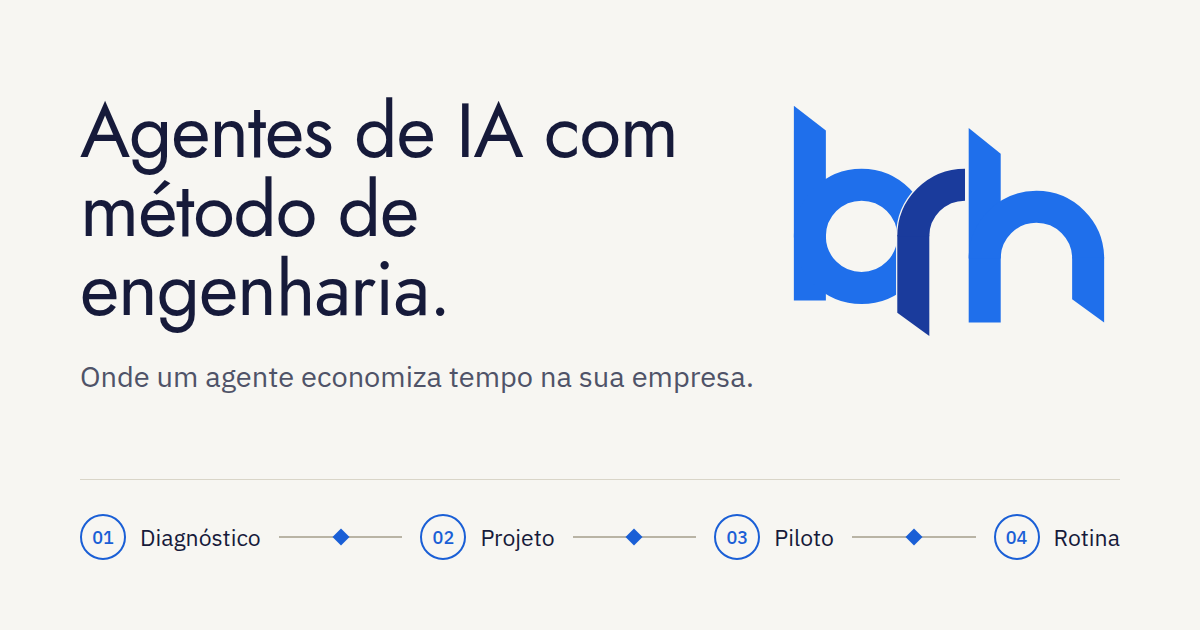 Agentes de IA com
método de
engenharia.
brh
Onde um agente economiza tempo na sua empresa.
01 Diagnóstico 02 Projeto 03 Piloto 04 Rotina